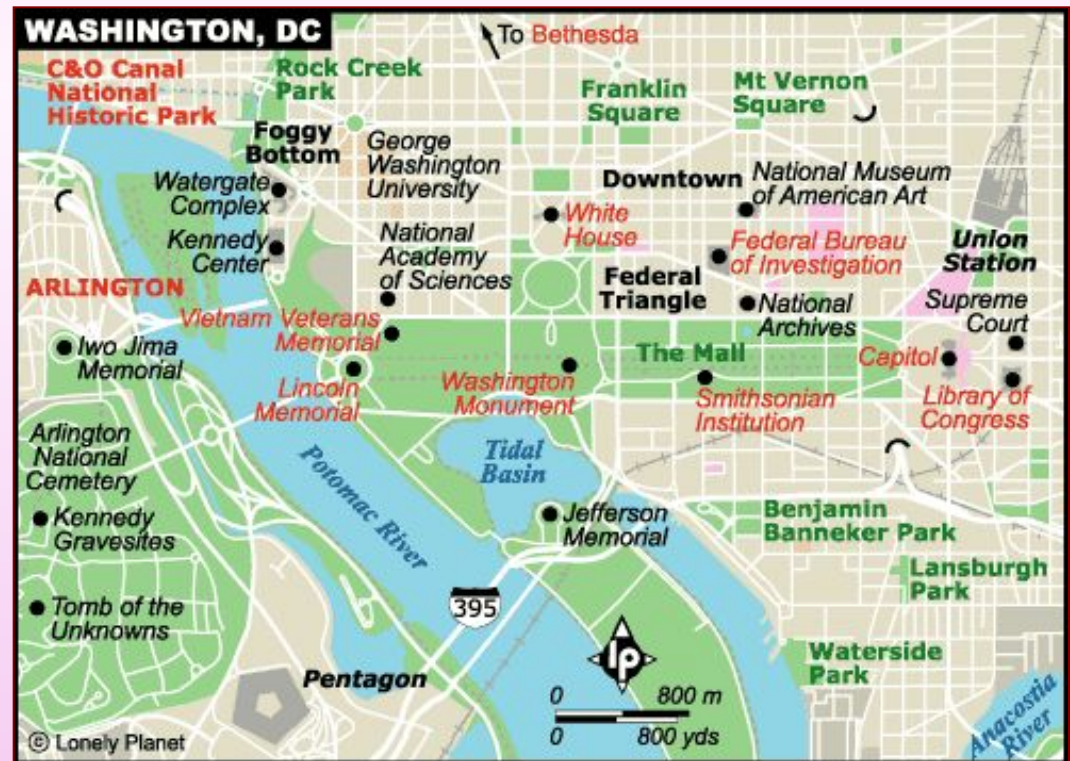 WASHINGTON, DC
To Bethesda
C&O Canal
National
Historic Park
Rock Creek
Park
Franklin
Square
Mt Vernon
Square
Foggy
Bottom
George
Washington
University
Watergate
Complex
Downtown
National Museum
of American Art
White
House
Kennedy
Center
National
Academy
of Sciences
Federal Bureau
of Investigation
Union
Station
Federal
Triangle
ARLINGTON
National
Archives
Supreme
Court
Vietnam Veterans
Memorial
Iwo Jima
Memorial
The Mall
Capitol
Lincoln
Memorial
Washington
Monument
Smithsonian
Institution
Library of
Congress
Arlington
National
Cemetery
Potomac River
Tidal
Basin
Kennedy
Gravesites
Jefferson
Memorial
Benjamin
Banneker Park
Lansburgh
Park
Tomb of the
Unknowns
395
lp
Waterside
Park
Pentagon
0 800 m
0 800 yds
Anacostia
River
© Lonely Planet